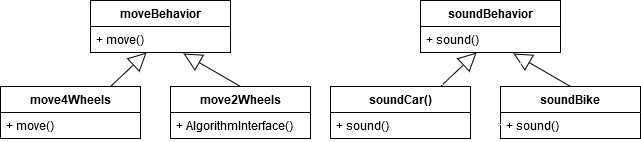 moveBehavior
+ move()
soundBehavior
+ sound()
move4Wheels
+ move()
move2Wheels
+ AlgorithmInterface()
soundCar()
+ sound()
soundBike
+ sound()